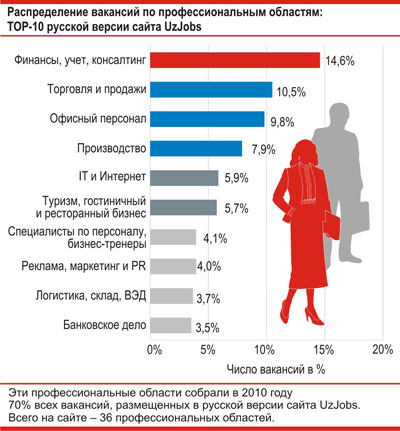 Распределение вакансий по профессиональным областям:
TOP-10 русской версии сайта UzJobs
Финансы, учет, консалтинг 14,6%
Торговля и продажи 10,5%
Офисный персонал 9,8%
Производство 7,9%
IT и Интернет 5,9%
Туризм, гостиничный
и ресторанный бизнес 5,7%
Специалисты по персоналу,
бизнес-тренеры 4,1%
Реклама, маркетинг и PR 4,0%
Логистика, склад, ВЭД 3,7%
Банковское дело 3,5%
0% 5% 10% 15% 20%
Число вакансий в %
Эти профессиональные области собрали в 2010 году
70% всех вакансий, размещенных в русской версии сайта UzJobs.
Всего на сайте – 36 профессиональных областей.